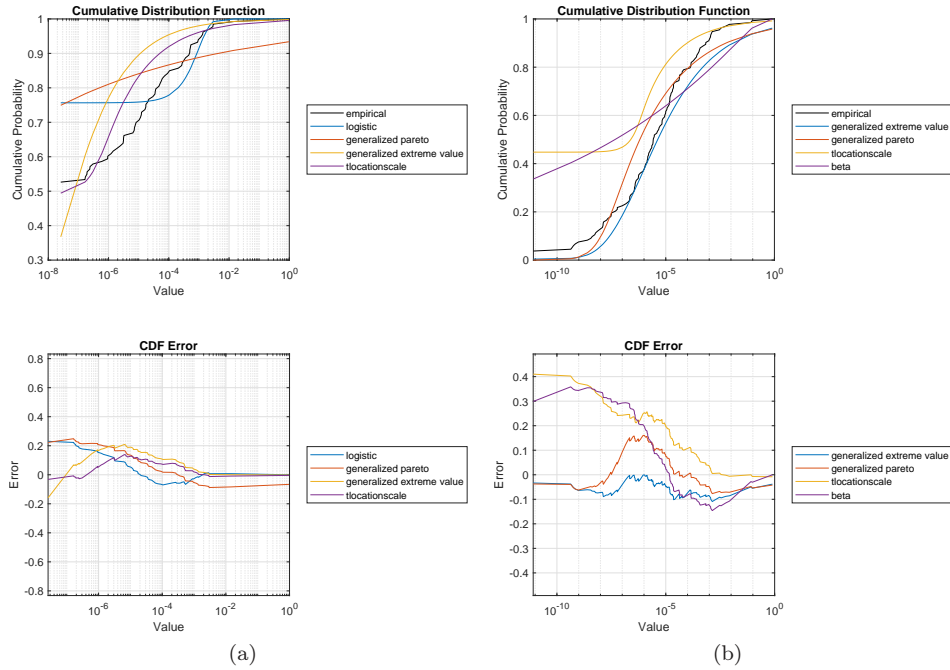 Cumulative Distribution Function
1
0.9
0.8
0.7
0.6
0.5
0.4
0.3
Cumulative Probability
10^-8
10^-6
10^-4
10^-2
10^0
Value
empirical
logistic
generalized pareto
generalized extreme value
tlocationscale
Cumulative Distribution Function
1
0.8
0.6
0.4
0.2
0
Cumulative Probability
10^-10
10^-5
10^0
Value
empirical
generalized extreme value
generalized pareto
tlocationscale
beta
CDF Error
0.8
0.6
0.4
0.2
0
-0.2
-0.4
-0.6
-0.8
Error
10^-6
10^-4
10^-2
10^0
Value
logistic
generalized pareto
generalized extreme value
tlocationscale
(a)
CDF Error
0.4
0.3
0.2
0.1
0
-0.1
-0.2
-0.3
-0.4
Error
10^-10
10^-5
10^0
Value
generalized extreme value
generalized pareto
tlocationscale
beta
(b)